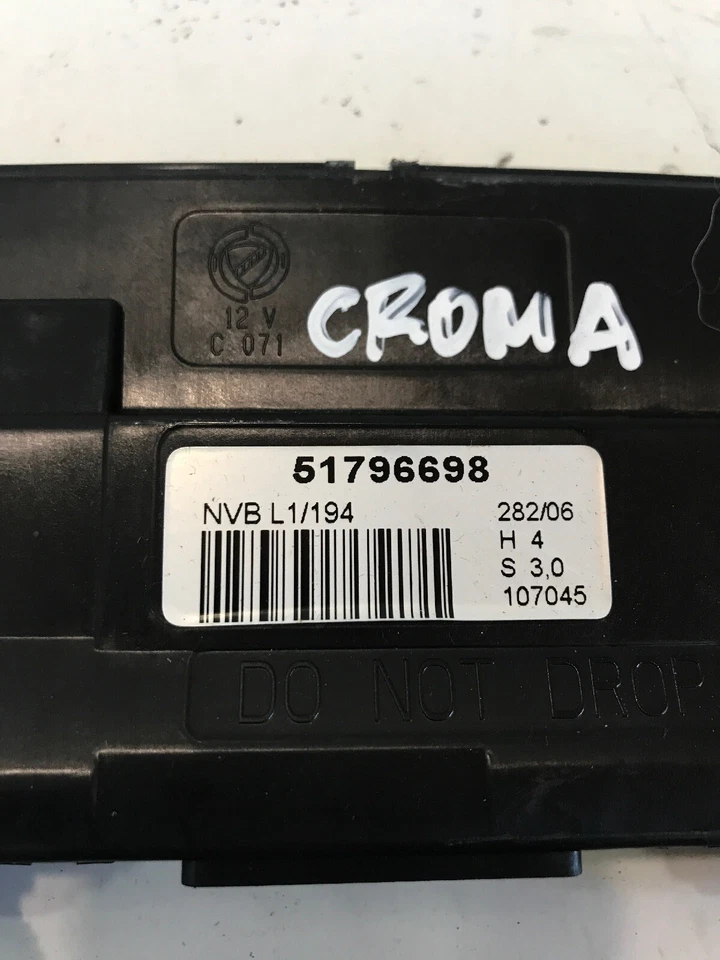 12 V
C 071
CROMA
51796698
NVB L1/194 282/06
H 4
S 3,0
107045
DO NOT DROP